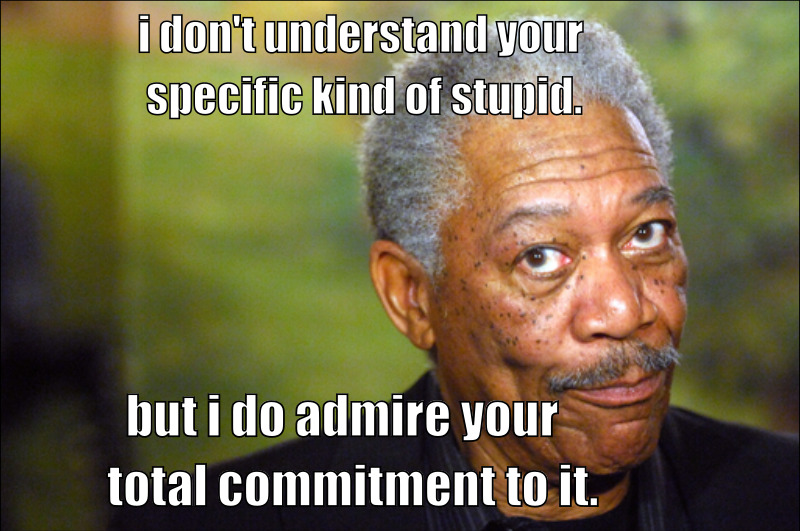 i don't understand your
specific kind of stupid.
but i do admire your
total commitment to it.